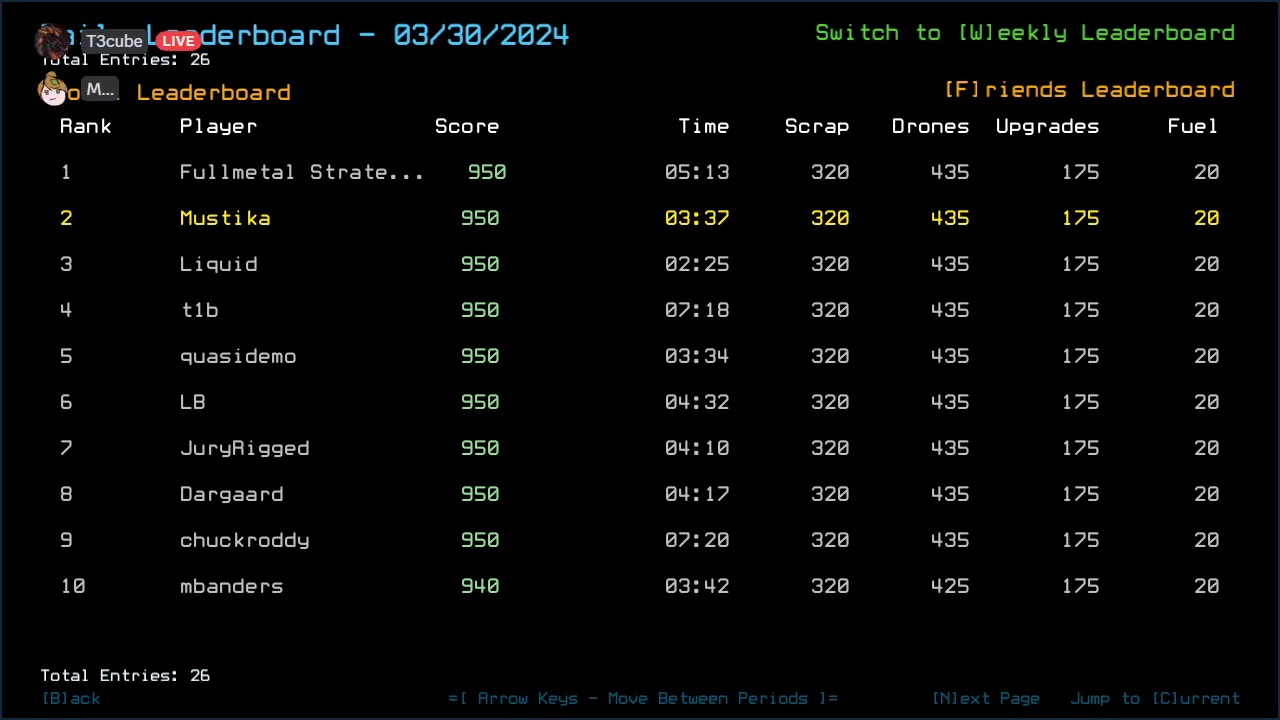 T3cube LIVE
derboard - 03/30/2024
Switch to [W]eekly Leaderboard
Total Entries: 26
M...
Leaderboard
[F]riends Leaderboard
Rank Player Score Time Scrap Drones Upgrades Fuel
1 Fullmetal Strate... 950 05:13 320 435 175 20
2 Mustika 950 03:37 320 435 175 20
3 Liquid 950 02:25 320 435 175 20
4 t1b 950 07:18 320 435 175 20
5 quasidemo 950 03:34 320 435 175 20
6 LB 950 04:32 320 435 175 20
7 JuryRigged 950 04:10 320 435 175 20
8 Dargaard 950 04:17 320 435 175 20
9 chuckroddy 950 07:20 320 435 175 20
10 mbanders 940 03:42 320 425 175 20
Total Entries: 26
[B]ack =[ Arrow Keys - Move Between Periods ]= [N]ext Page Jump to [C]urrent